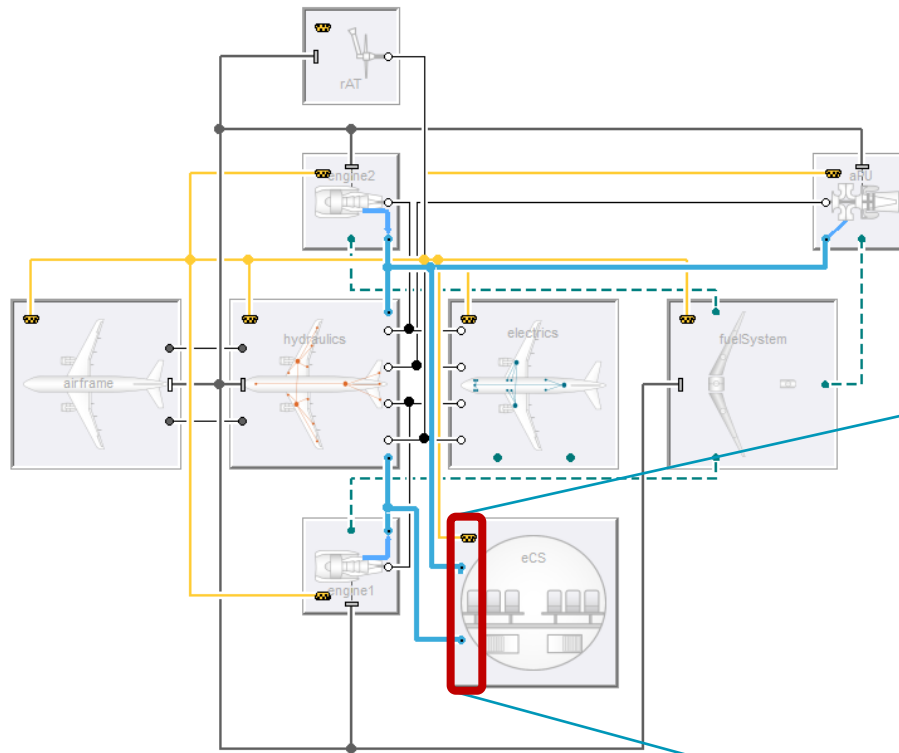 rAT
engine2
aPU
hydraulics
electrics
fuelSystem
airframe
eCS
engine1